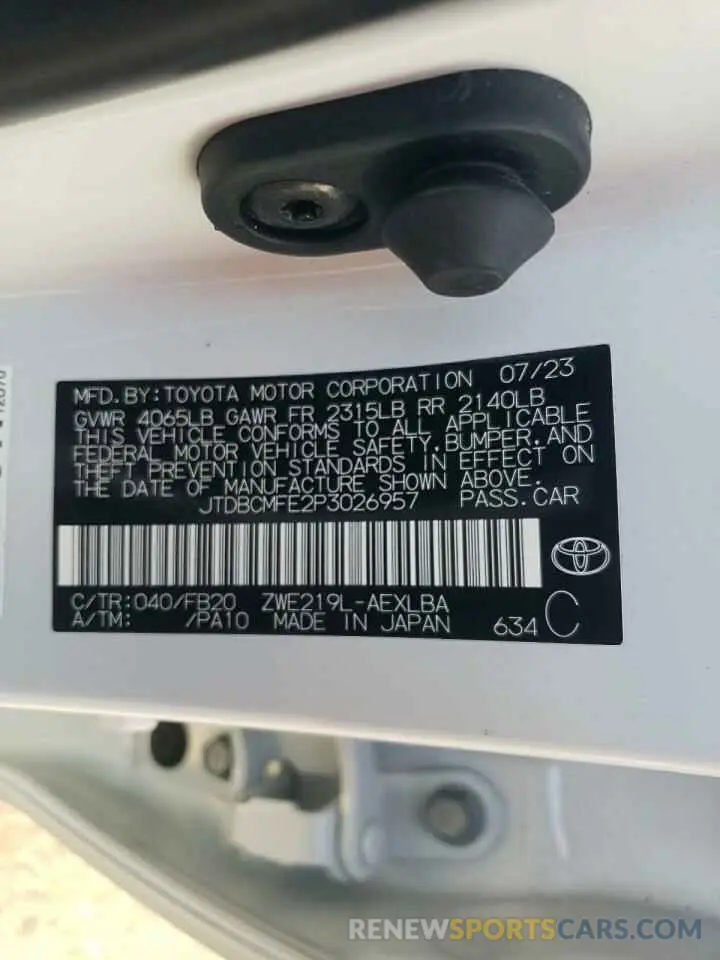 MFD. BY: TOYOTA MOTOR CORPORATION 07/23
GVWR 4065LB GAWR FR 2315LB RR 2140LB
THIS VEHICLE CONFORMS TO ALL APPLICABLE
FEDERAL MOTOR VEHICLE SAFETY, BUMPER, AND
THEFT PREVENTION STANDARDS IN EFFECT ON
THE DATE OF MANUFACTURE SHOWN ABOVE.
JTDBCMFE2P3026957 PASS. CAR
C/TR: 040/FB20 ZWE219L-AEXLBA
A/TM: /PA10 MADE IN JAPAN 634 C
RENEWSPORTSCARS.COM